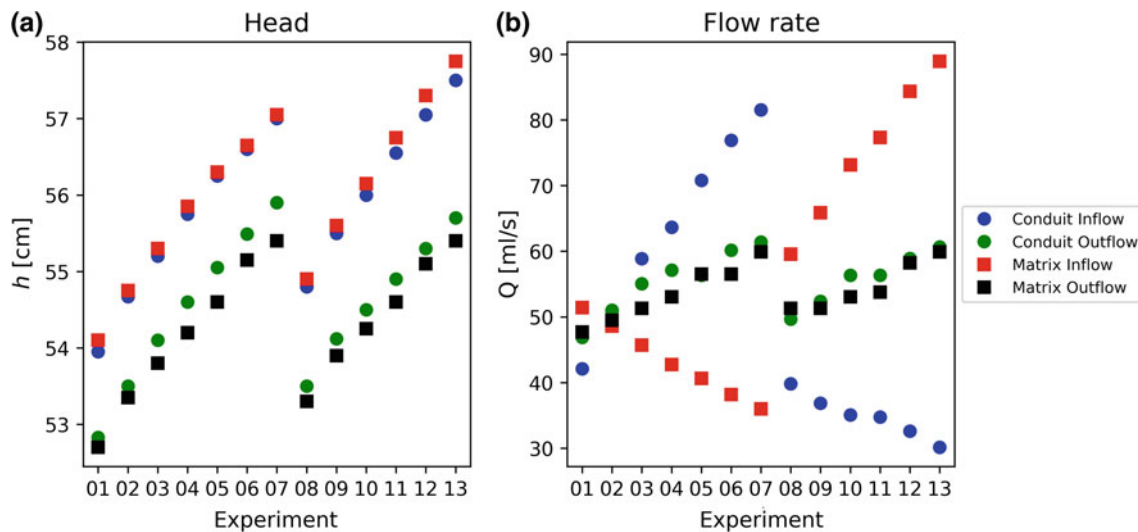 (a) Head
h [cm]
58
57
56
55
54
53
01 02 03 04 05 06 07 08 09 10 11 12 13
Experiment
(b) Flow rate
Q [ml/s]
90
80
70
60
50
40
30
01 02 03 04 05 06 07 08 09 10 11 12 13
Experiment
Conduit Inflow
Conduit Outflow
Matrix Inflow
Matrix Outflow